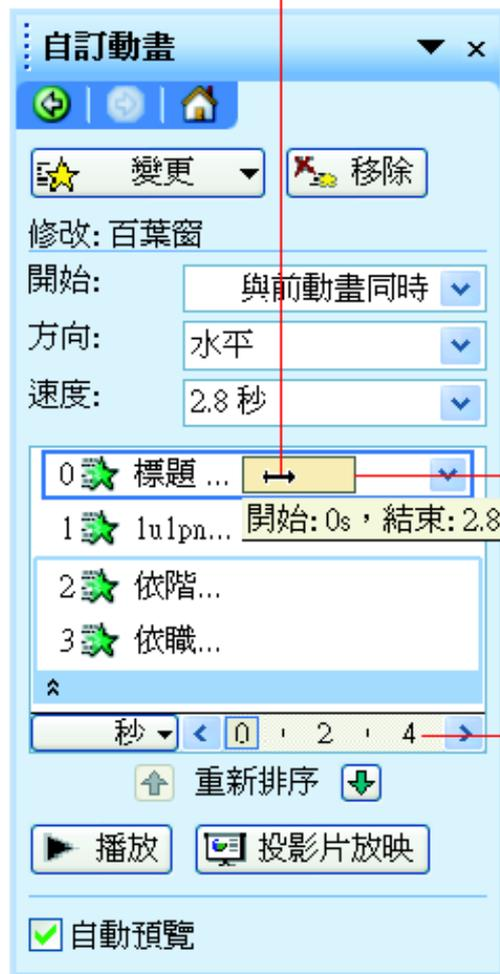 自訂動畫
變更 移除
修改: 百葉窗
開始: 與前動畫同時
方向: 水平
速度: 2.8 秒
0 標題 ...
1 1u1pn... 開始: 0s，結束: 2.8
2 依階...
3 依職...
秒 0 2 4
重新排序
播放 投影片放映
自動預覽